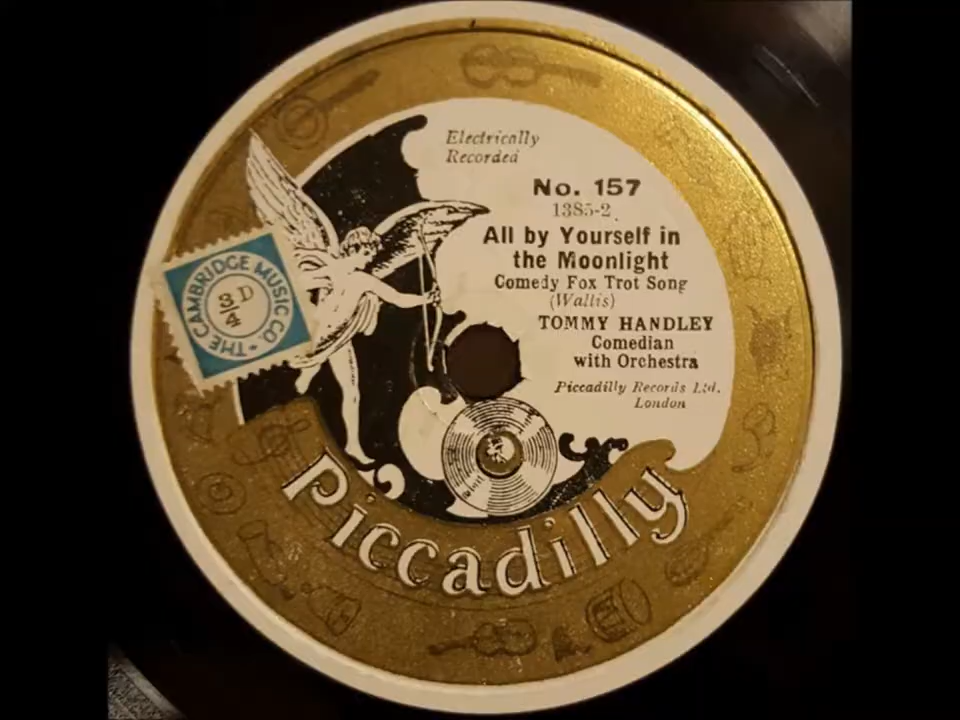 Electrically
Recorded
No. 157
1385-2
All by Yourself in
the Moonlight
Comedy Fox Trot Song
(Wallis)
TOMMY HANDLEY
Comedian
with Orchestra
Piccadilly Records Ltd.
London
THE CAMBRIDGE MUSIC CO.
3/4 D
Piccadilly